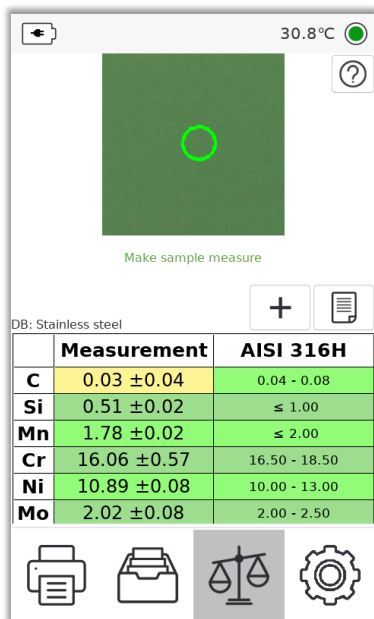 30.8°C
?
Make sample measure
+
DB: Stainless steel
Measurement AISI 316H
C 0.03 ±0.04 0.04 - 0.08
Si 0.51 ±0.02 ≤ 1.00
Mn 1.78 ±0.02 ≤ 2.00
Cr 16.06 ±0.57 16.50 - 18.50
Ni 10.89 ±0.08 10.00 - 13.00
Mo 2.02 ±0.08 2.00 - 2.50